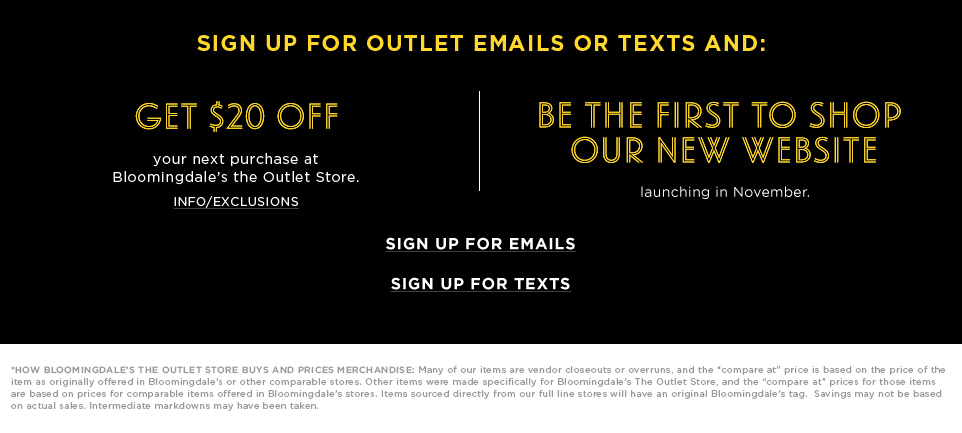 SIGN UP FOR OUTLET EMAILS OR TEXTS AND:
GET $20 OFF
your next purchase at
Bloomingdale's the Outlet Store.
INFO/EXCLUSIONS
BE THE FIRST TO SHOP
OUR NEW WEBSITE
launching in November.
SIGN UP FOR EMAILS
SIGN UP FOR TEXTS
*HOW BLOOMINGDALE'S THE OUTLET STORE BUYS AND PRICES MERCHANDISE: Many of our items are vendor closeouts or overruns, and the "compare at" price is based on the price of the
item as originally offered in Bloomingdale's or other comparable stores. Other items were made specifically for Bloomingdale's The Outlet Store, and the "compare at" prices for those items
are based on prices for comparable items offered in Bloomingdale's stores. Items sourced directly from our full line stores will have an original Bloomingdale's tag.  Savings may not be based
on actual sales. Intermediate markdowns may have been taken.